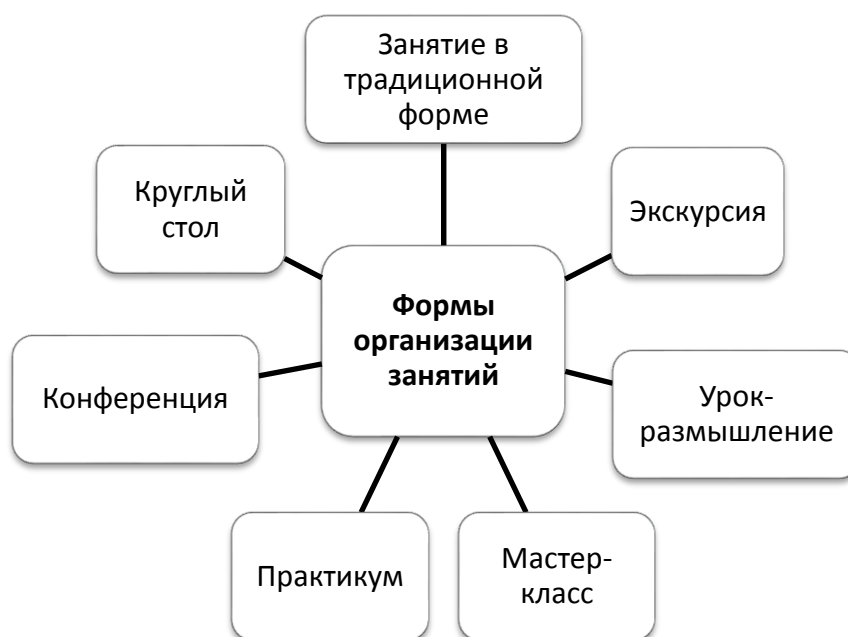 Занятие в
традиционной
форме
Круглый
стол
Экскурсия
Формы
организации
занятий
Конференция
Урок-
размышление
Практикум
Мастер-
класс